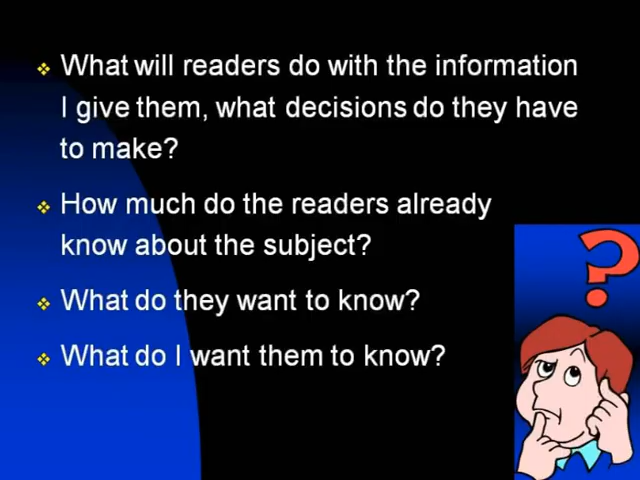 What will readers do with the information
I give them, what decisions do they have
to make?
How much do the readers already
know about the subject?
What do they want to know?
What do I want them to know?
?